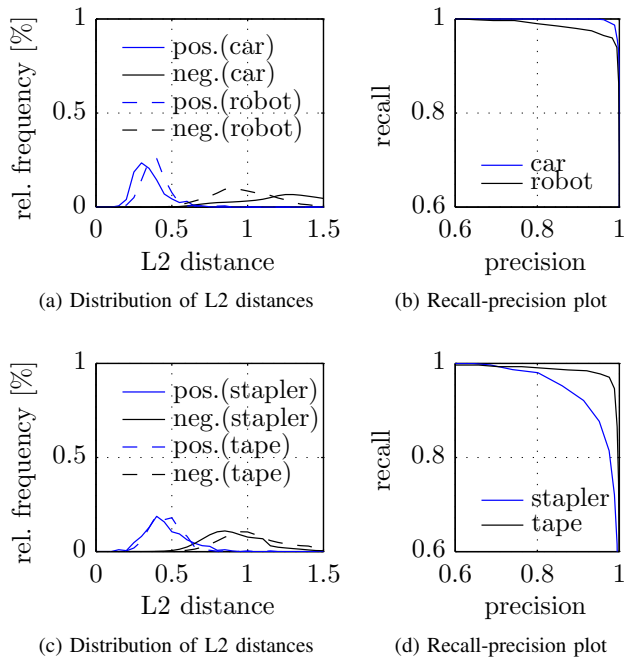 rel. frequency [%]
1
0.5
0
pos.(car)
neg.(car)
pos.(robot)
neg.(robot)
0 0.5 1 1.5
L2 distance
(a) Distribution of L2 distances
recall
1
0.8
0.6
car
robot
0.6 0.8 1
precision
(b) Recall-precision plot
rel. frequency [%]
1
0.5
0
pos.(stapler)
neg.(stapler)
pos.(tape)
neg.(tape)
0 0.5 1 1.5
L2 distance
(c) Distribution of L2 distances
recall
1
0.8
0.6
stapler
tape
0.6 0.8 1
precision
(d) Recall-precision plot